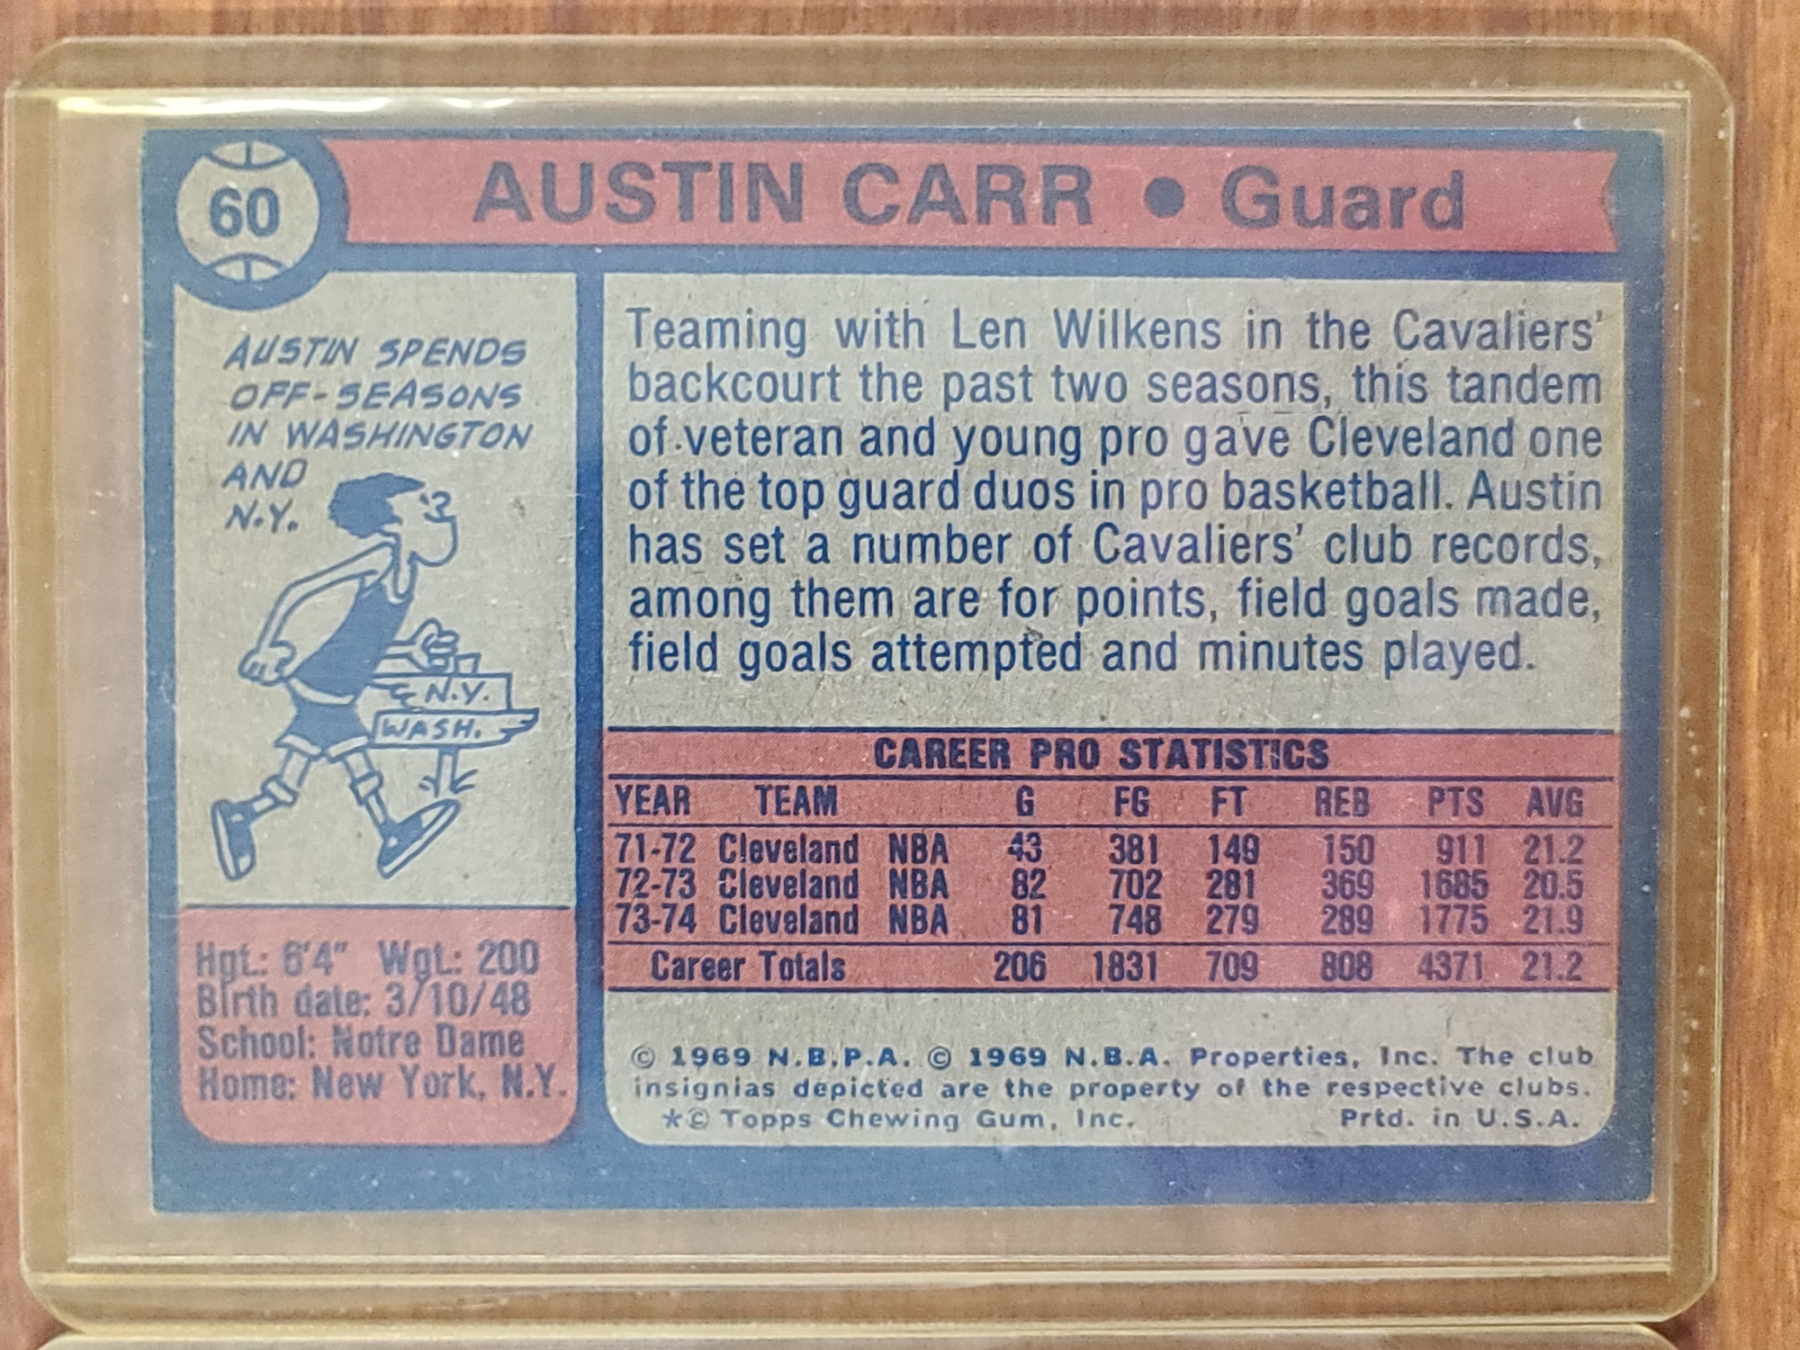 60
AUSTIN CARR • Guard
AUSTIN SPENDS
OFF-SEASONS
IN WASHINGTON
AND
N.Y.
& N.Y.
WASH.
Hgt.: 6'4" Wgt.: 200
Birth date: 3/10/48
School: Notre Dame
Home: New York, N.Y.
Teaming with Len Wilkens in the Cavaliers'
backcourt the past two seasons, this tandem
of veteran and young pro gave Cleveland one
of the top guard duos in pro basketball. Austin
has set a number of Cavaliers' club records,
among them are for points, field goals made,
field goals attempted and minutes played.
CAREER PRO STATISTICS
YEAR TEAM G FG FT REB PTS AVG
71-72 Cleveland NBA 43 381 149 150 911 21.2
72-73 Cleveland NBA 82 702 281 369 1685 20.5
73-74 Cleveland NBA 81 748 279 289 1775 21.9
Career Totals 206 1831 709 808 4371 21.2
© 1969 N.B.P.A. © 1969 N.B.A. Properties, Inc. The club
insignias depicted are the property of the respective clubs.
*© Topps Chewing Gum, Inc. Prtd. in U.S.A.